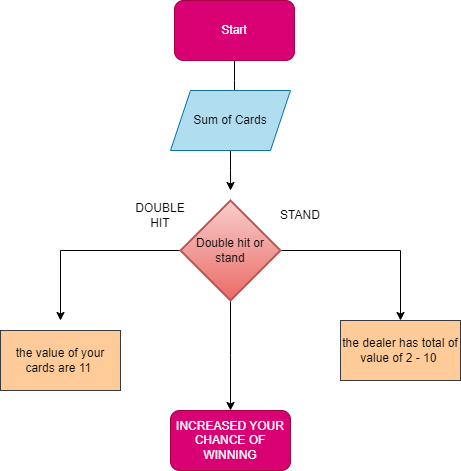 Start
Sum of Cards
DOUBLE
HIT
STAND
Double hit or
stand
the value of your
cards are 11
the dealer has total of
value of 2 - 10
INCREASED YOUR
CHANCE OF
WINNING